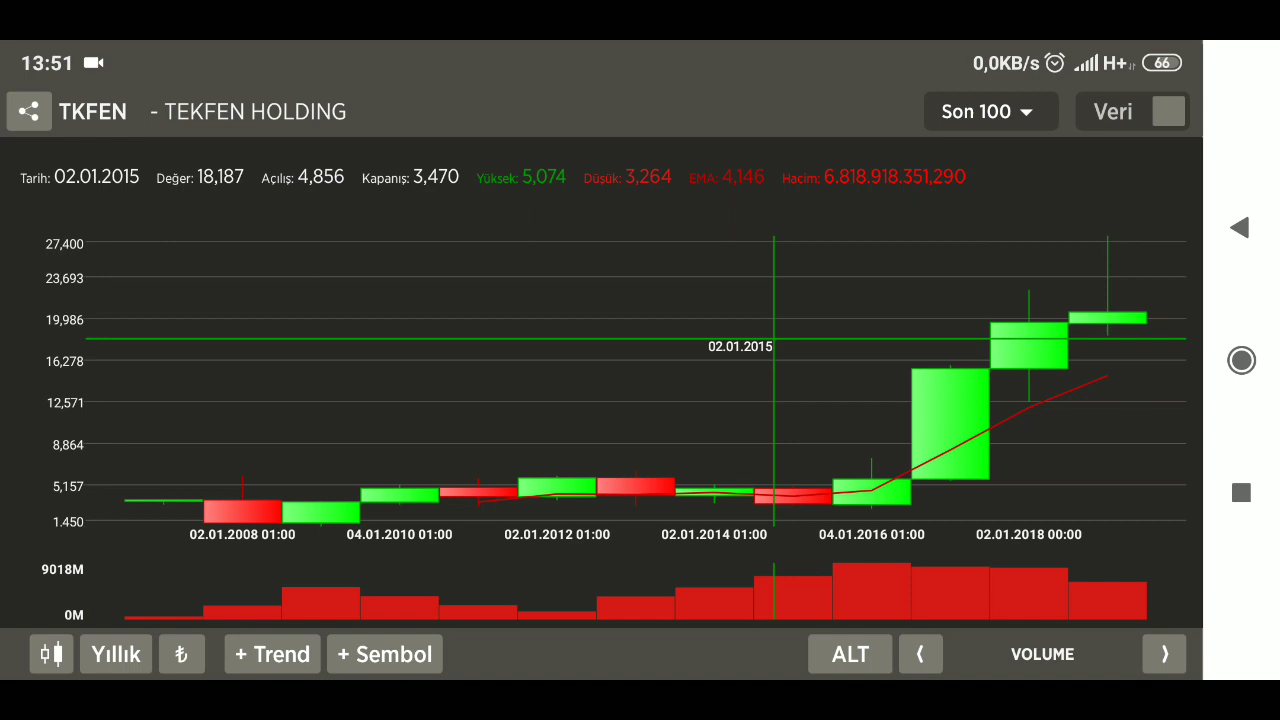 13:51 0,0KB/s H+ 66
TKFEN - TEKFEN HOLDING Son 100 Veri
Tarih: 02.01.2015 Değer: 18,187 Açılış: 4,856 Kapanış: 3,470 Yüksek: 5,074 Düşük: 3,264 EMA: 4,146 Haçim: 6.818.918.351,290
27,400
23,693
19,986
02.01.2015
16,278
12,571
8,864
5,157
1.450
02.01.2008 01:00 04.01.2010 01:00 02.01.2012 01:00 02.01.2014 01:00 04.01.2016 01:00 02.01.2018 00:00
9018M
0M
Yıllık ₺ + Trend + Sembol ALT ⟨ VOLUME ⟩